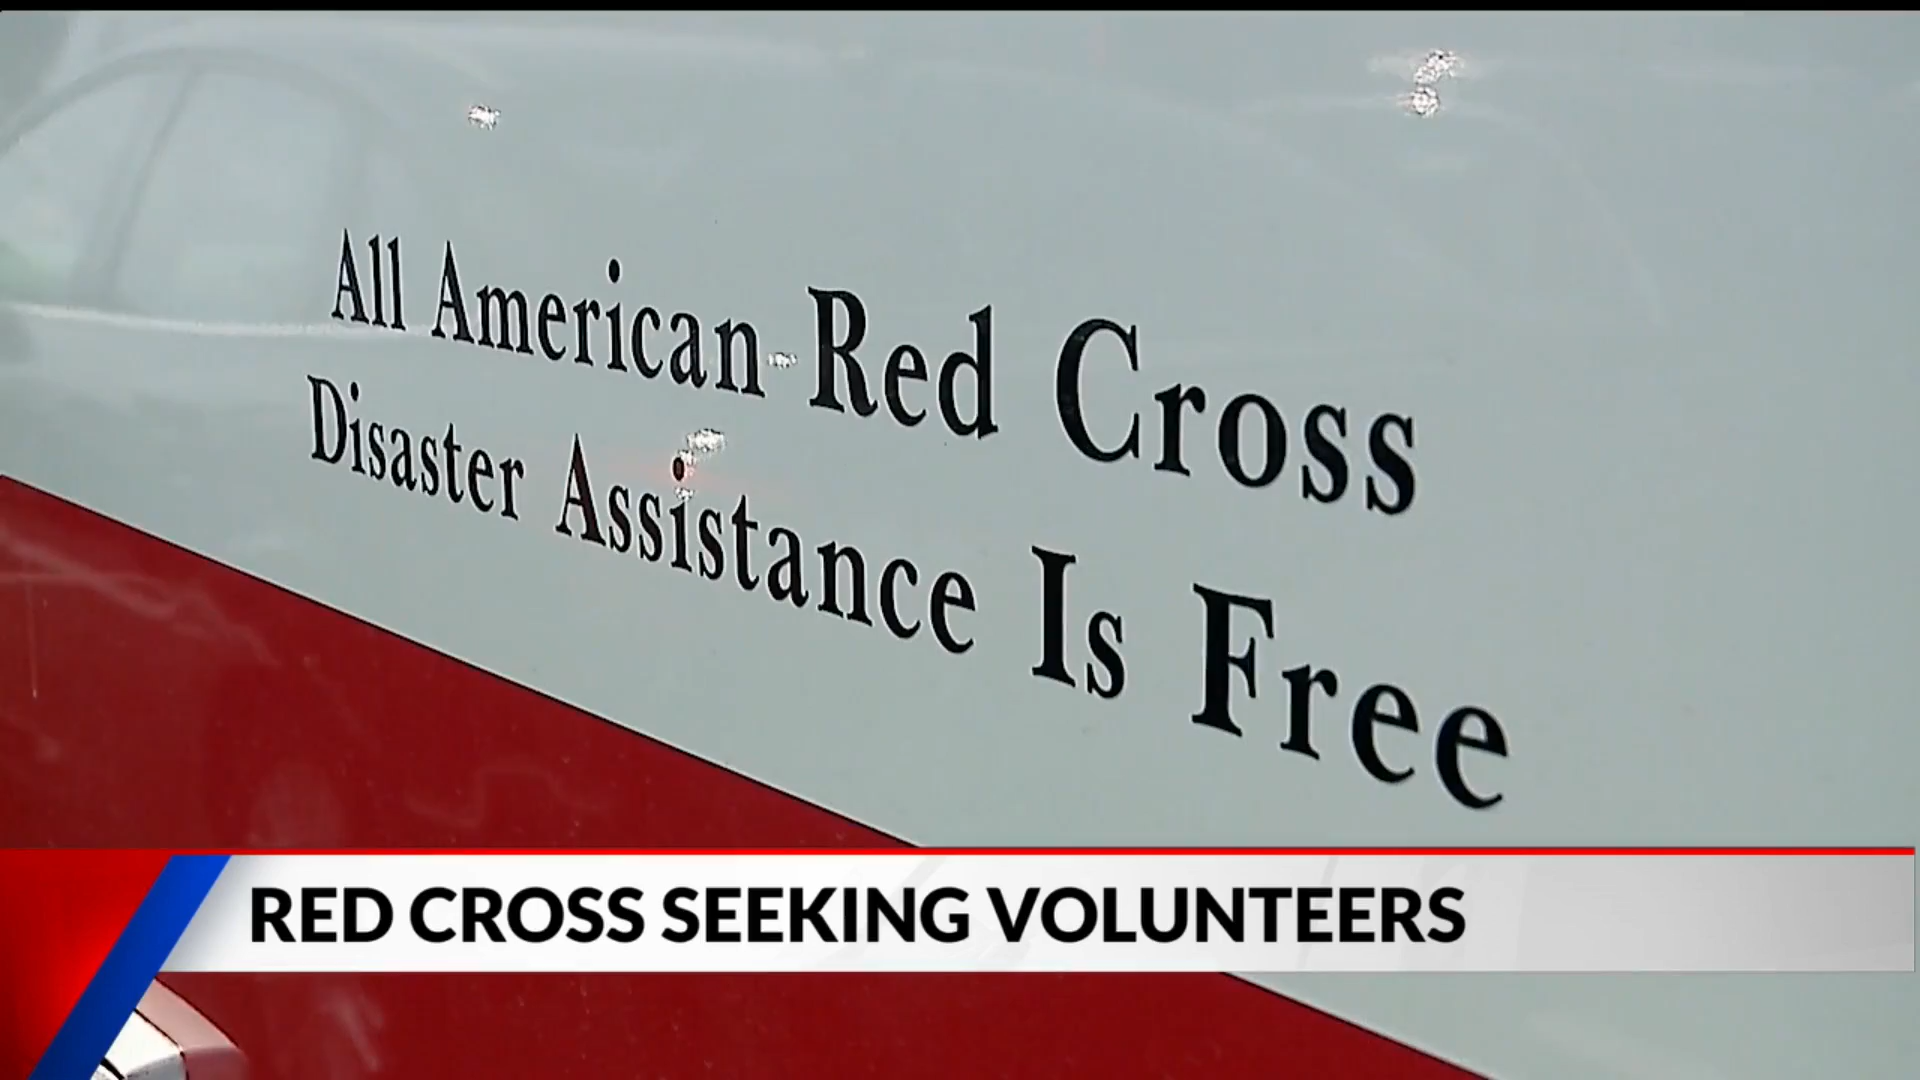 All American Red Cross
Disaster Assistance Is Free
RED CROSS SEEKING VOLUNTEERS